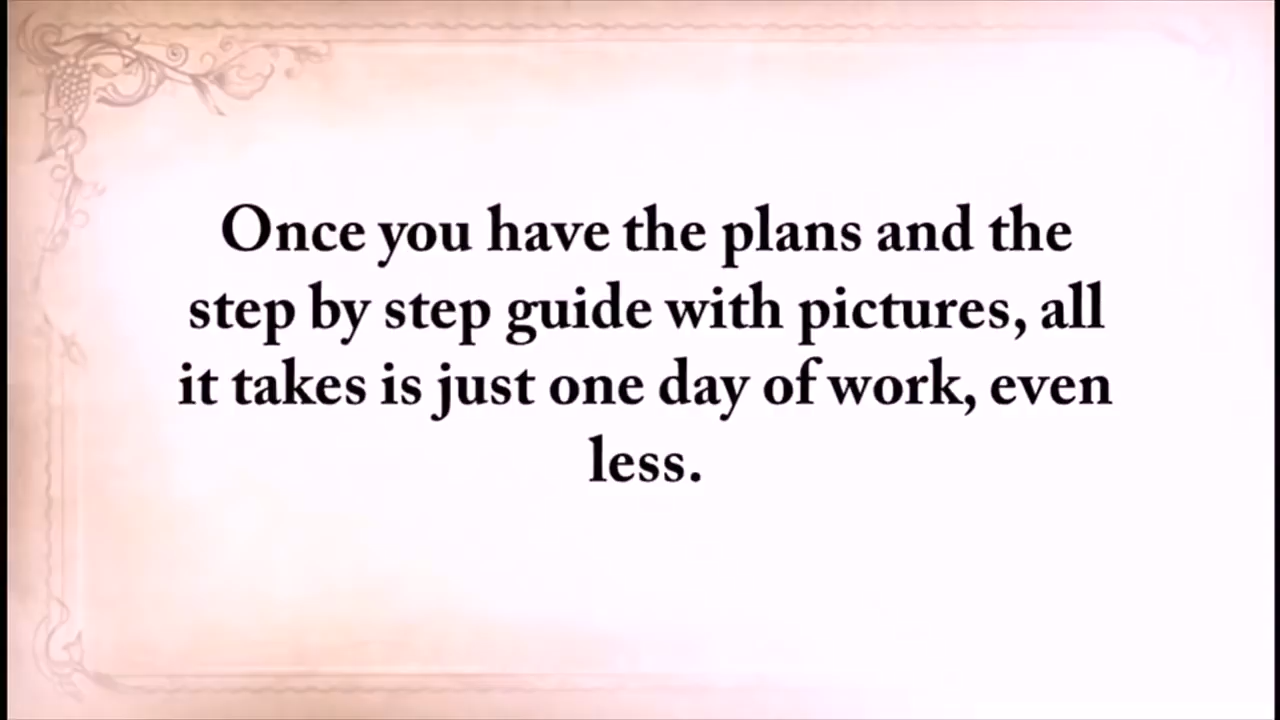 Once you have the plans and the
step by step guide with pictures, all
it takes is just one day of work, even
less.